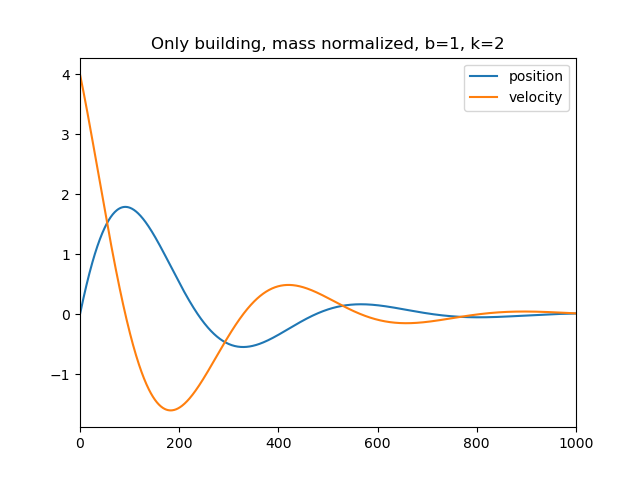 Only building, mass normalized, b=1, k=2
position
velocity
4
3
2
1
0
−1
0 200 400 600 800 1000